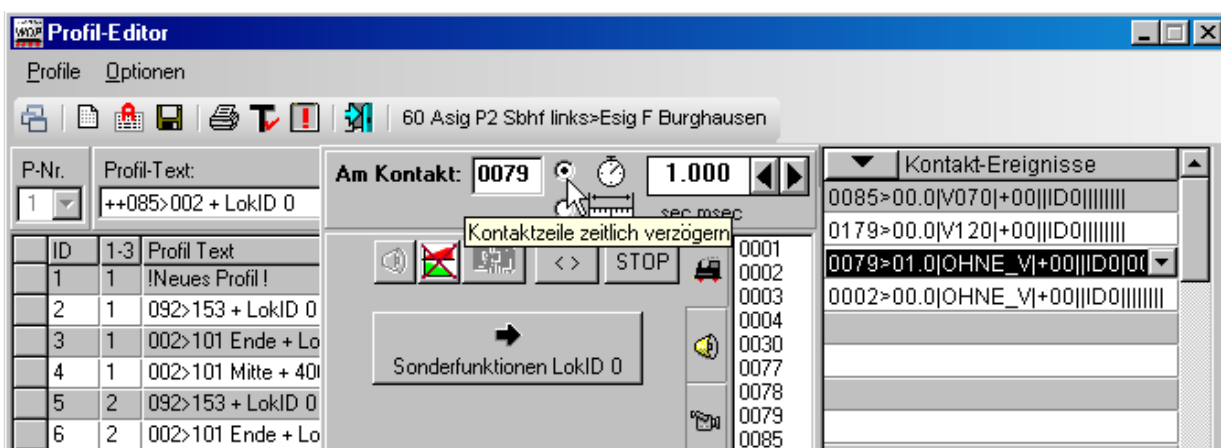 WDP Profil-Editor
Profile Optionen
60 Asig P2 Sbhf links>Esig F Burghausen
P-Nr. Profil-Text:
1 ++085>002 + LokID 0
Am Kontakt: 0079 1.000
sec msec
Kontaktzeile zeitlich verzögern
ID 1-3 Profil Text
1 1 !Neues Profil !
2 1 092>153 + LokID 0
3 1 002>101 Ende + Lo
4 1 002>101 Mitte + 40
5 2 092>153 + LokID 0
6 2 002>101 Ende + Lo
< > STOP
Sonderfunktionen LokID 0
0001
0002
0003
0004
0030
0077
0078
0079
0085
Kontakt-Ereignisse
0085>00.0|V070|+00|||ID0||||||||
0179>00.0|V120|+00|||ID0||||||||
0079>01.0|OHNE_V|+00|||ID0|0(
0002>00.0|OHNE_V|+00|||ID0||||||||